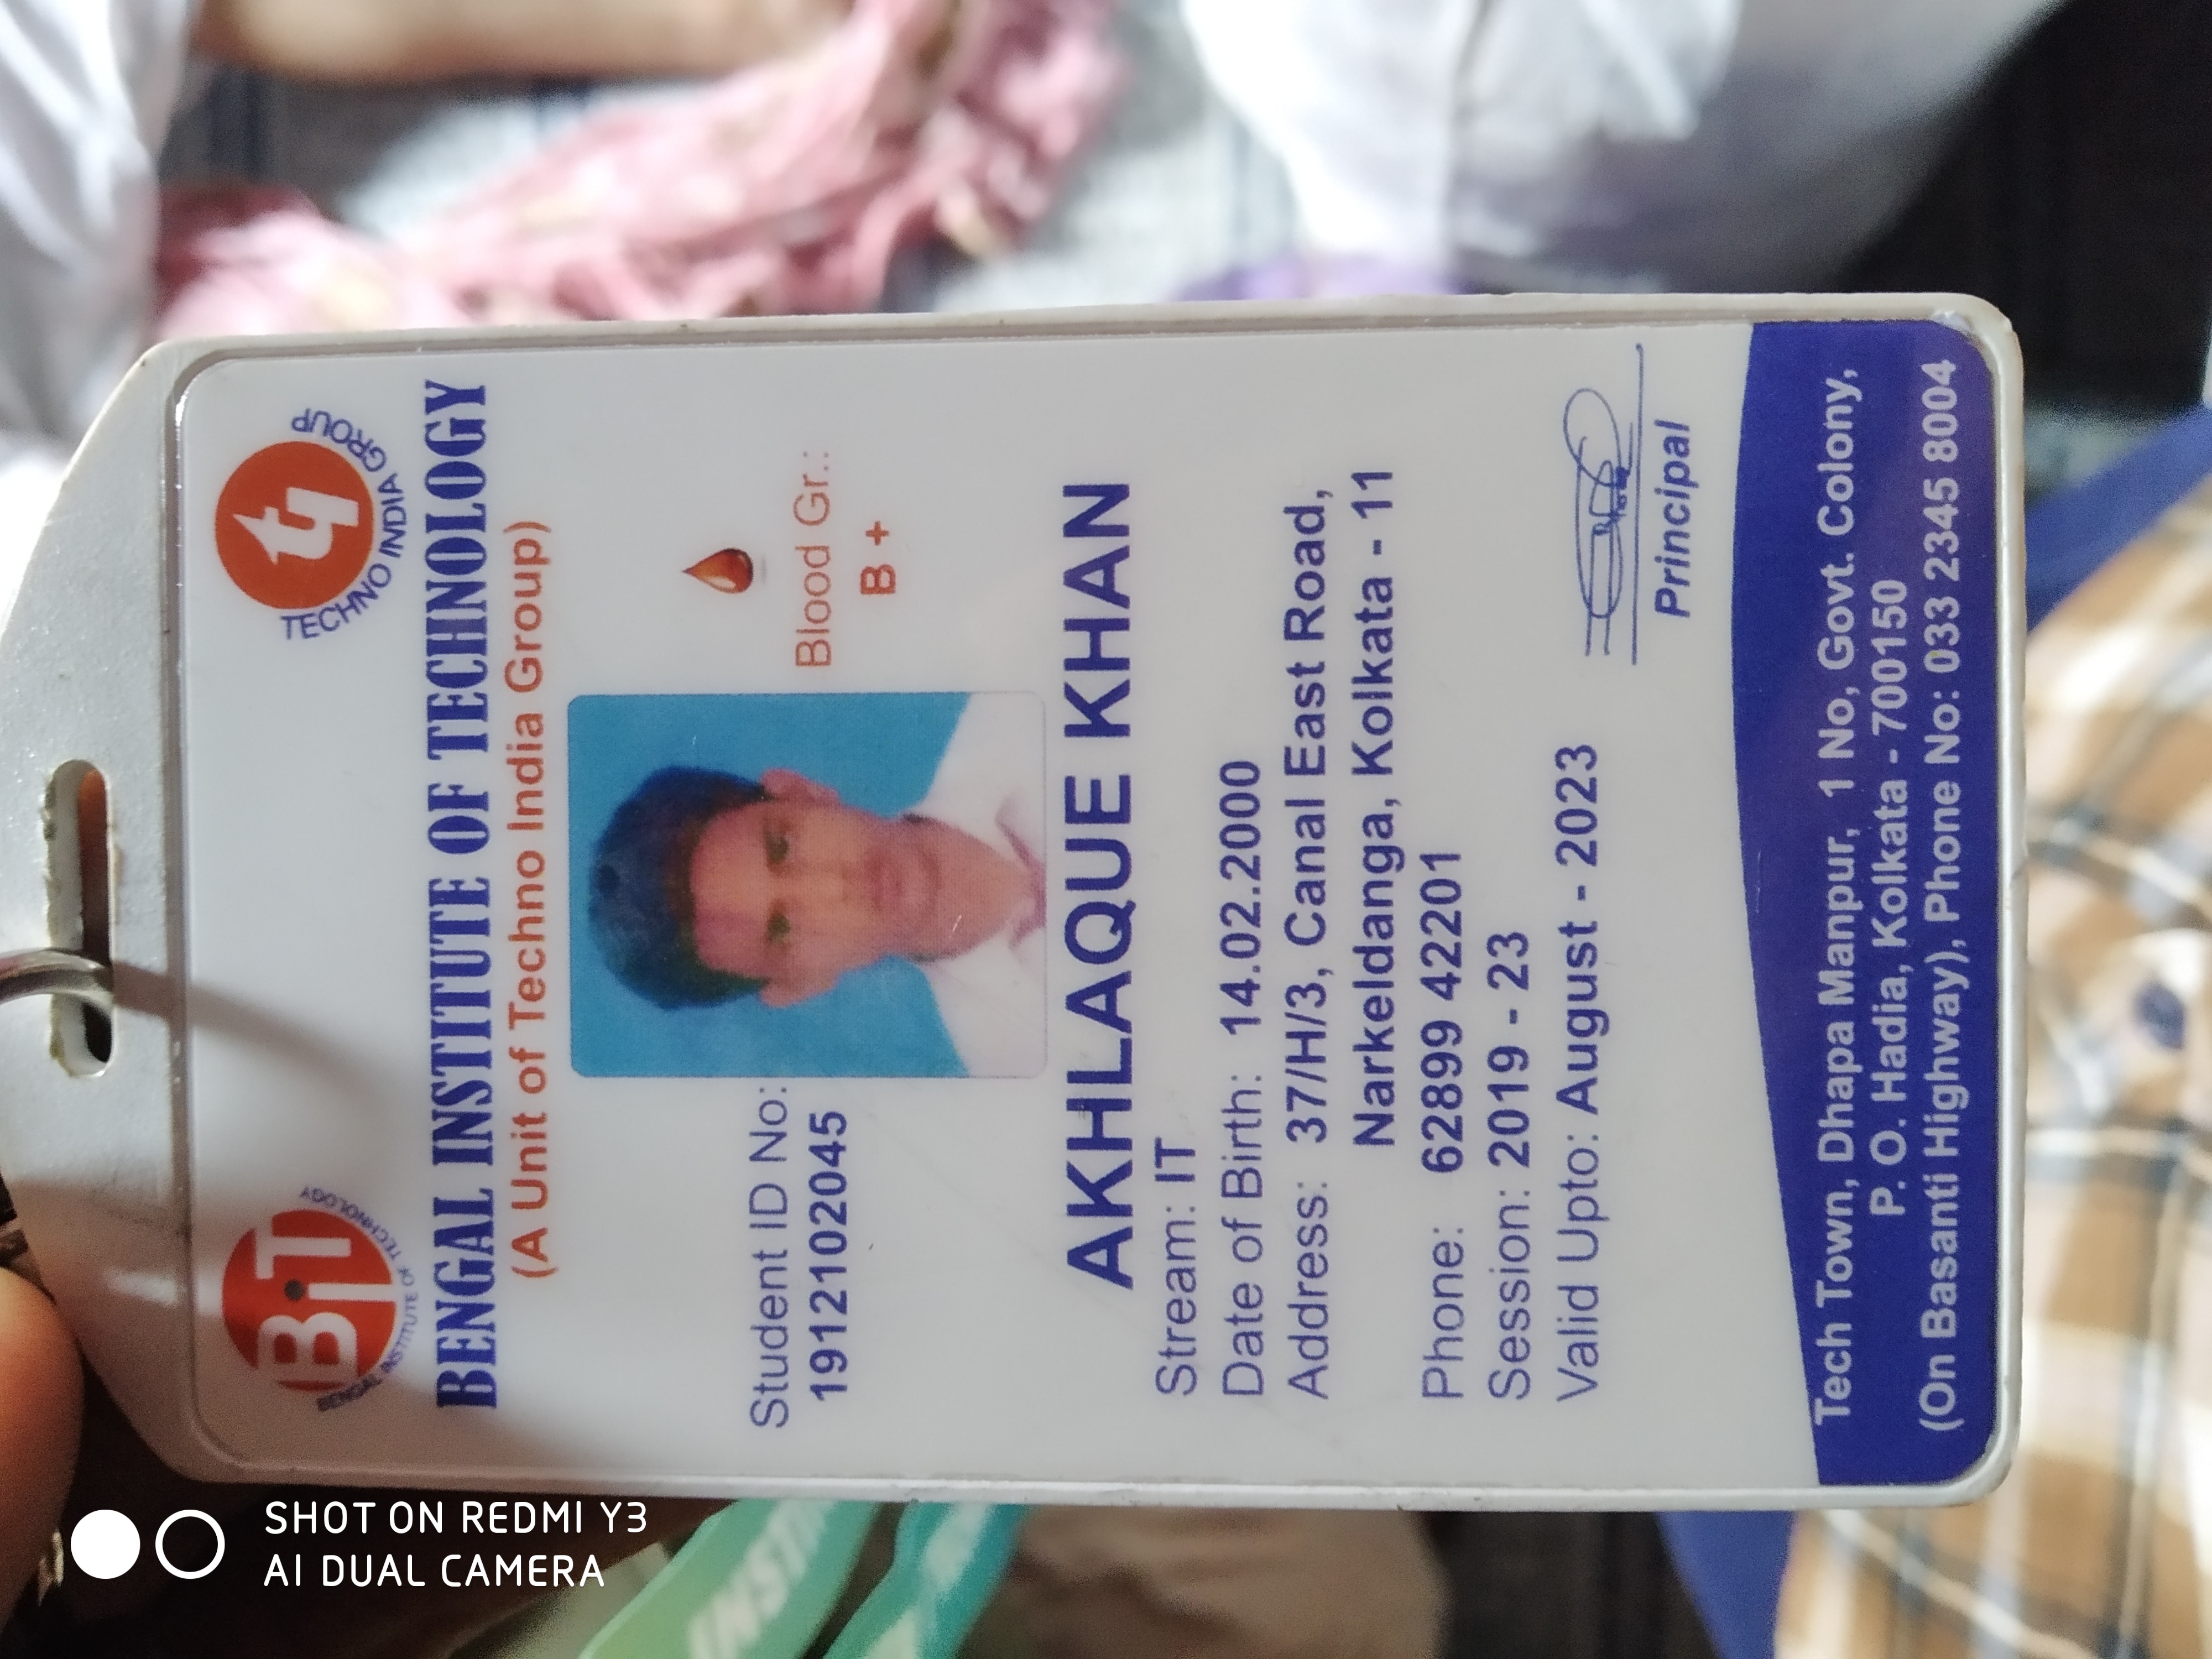 BiT
BENGAL INSTITUTE OF TECHNOLOGY
TECHNO INDIA GROUP
BENGAL INSTITUTE OF TECHNOLOGY
(A Unit of Techno India Group)
Student ID No:
19121020​45
Blood Gr.:
B +
AKHLAQUE KHAN
Stream: IT
Date of Birth: 14.02.2000
Address: 37/H/3, Canal East Road,
Narkeldanga, Kolkata - 11
Phone: 62899 42201
Session: 2019 - 23
Valid Upto: August - 2023
Principal
Tech Town, Dhapa Manpur, 1 No, Govt. Colony,
P. O. Hadia, Kolkata - 7001​50
(On Basanti Highway), Phone No: 033 2345 8004
SHOT ON REDMI Y3
AI DUAL CAMERA